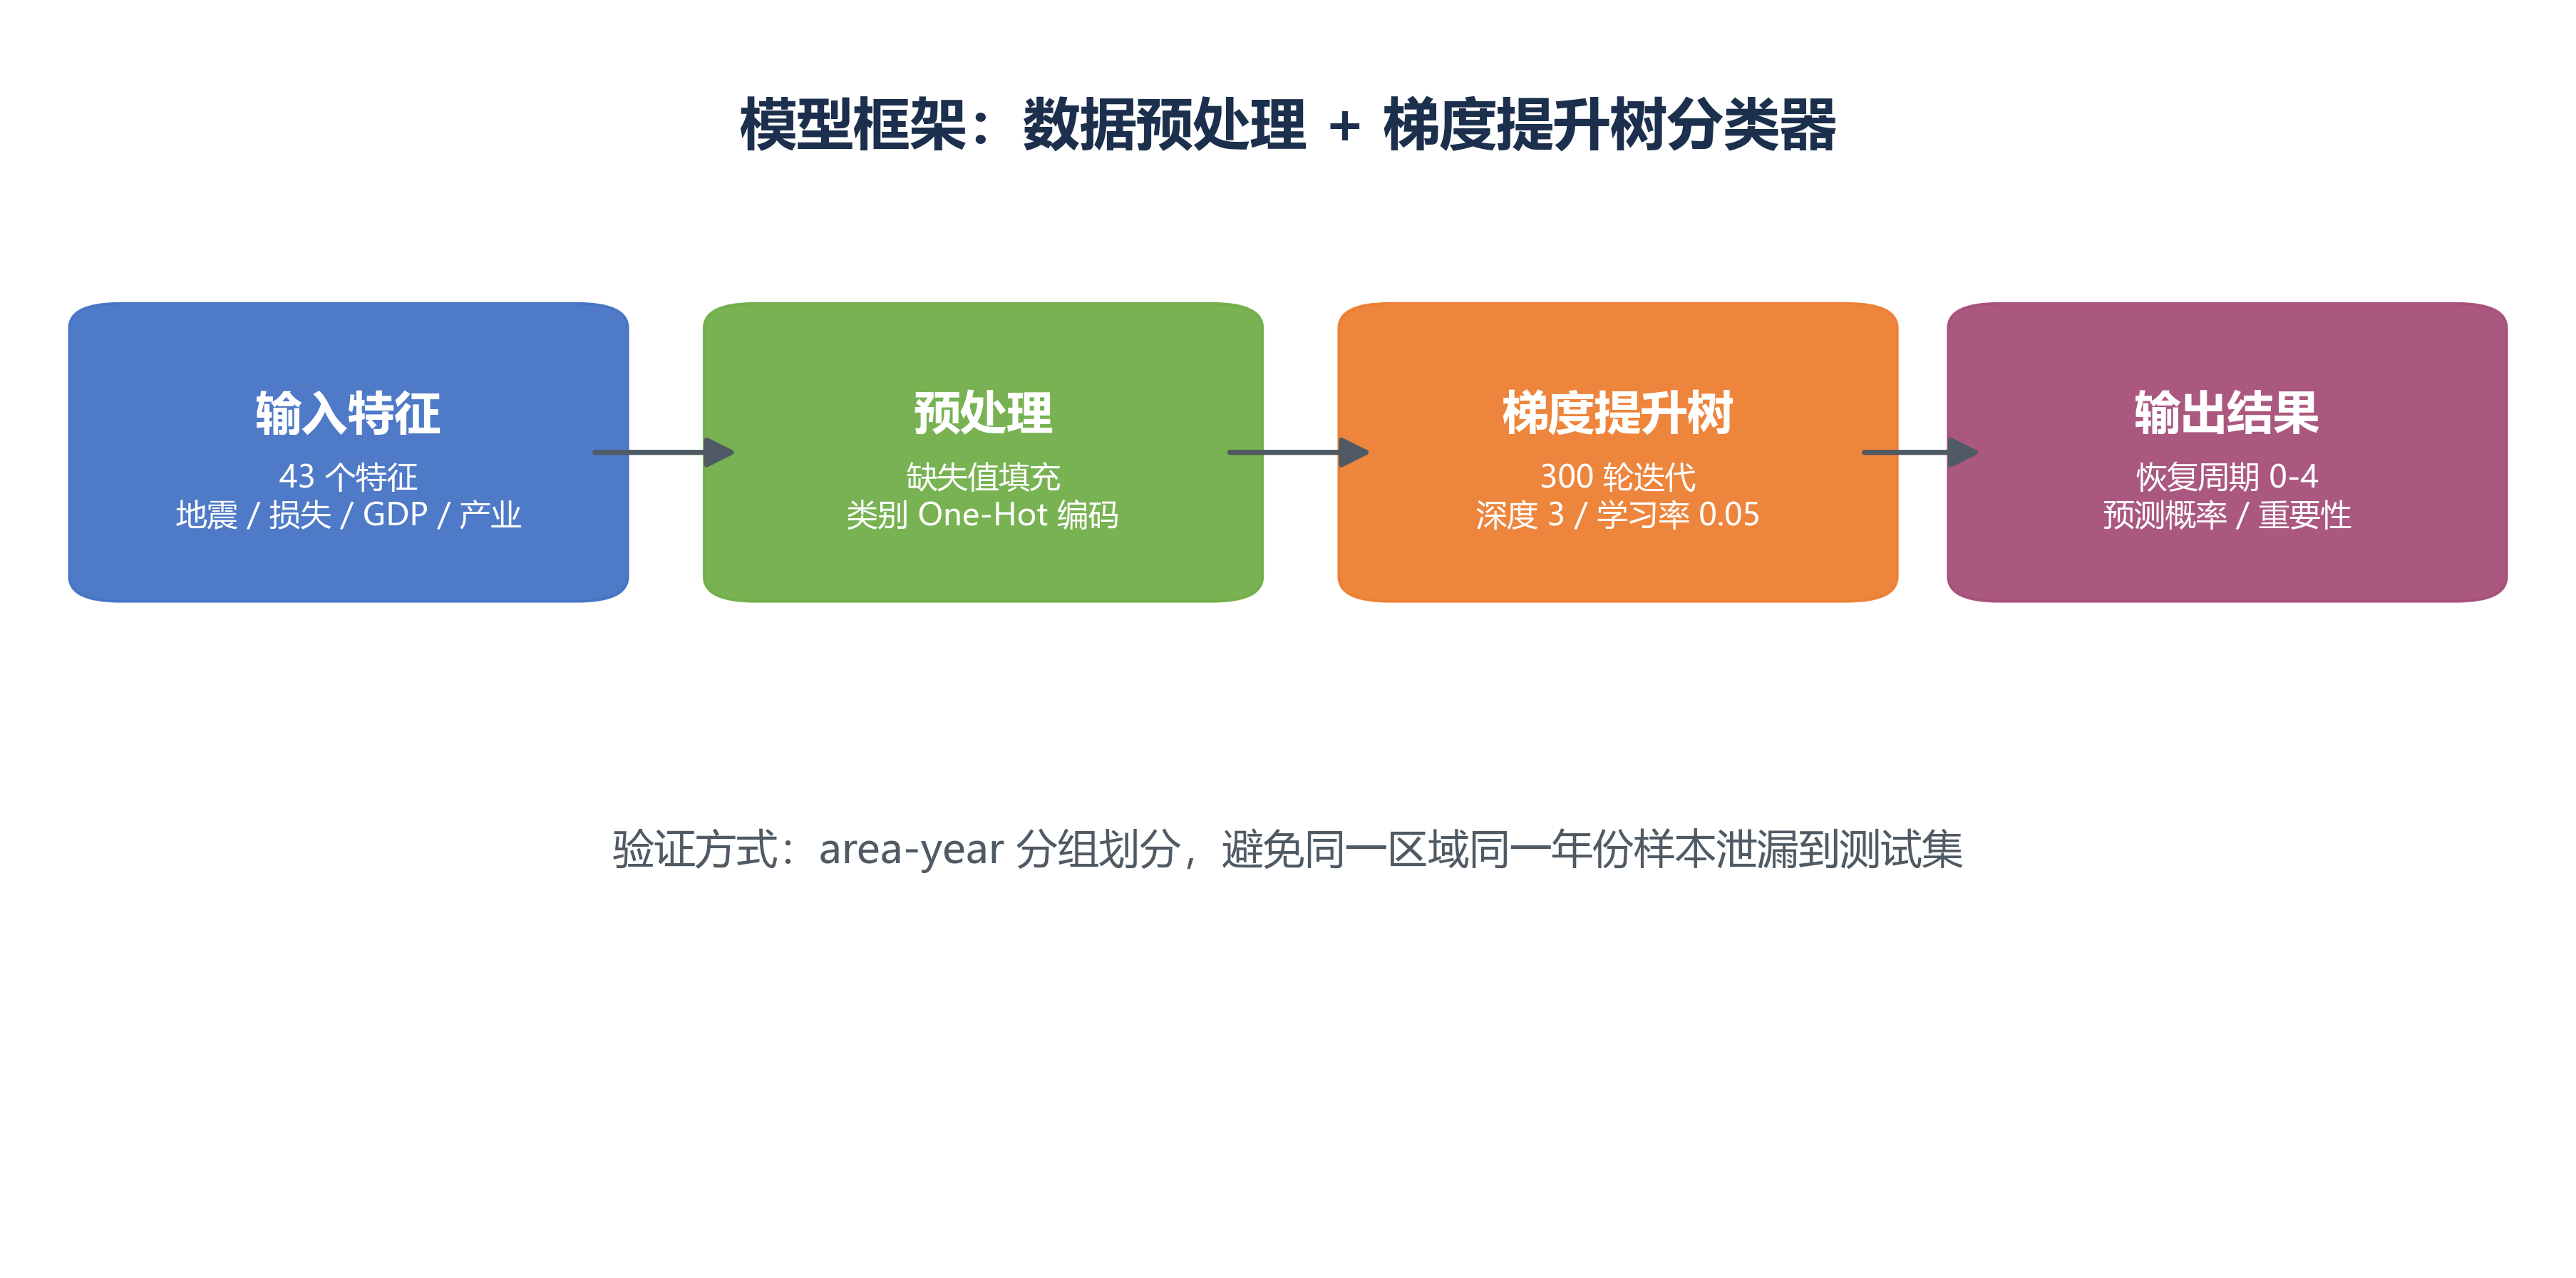 模型框架：数据预处理 + 梯度提升树分类器
输入特征
43 个特征
地震 / 损失 / GDP / 产业
预处理
缺失值填充
类别 One-Hot 编码
梯度提升树
300 轮迭代
深度 3 / 学习率 0.05
输出结果
恢复周期 0-4
预测概率 / 重要性
验证方式：area-year 分组划分，避免同一区域同一年份样本泄漏到测试集